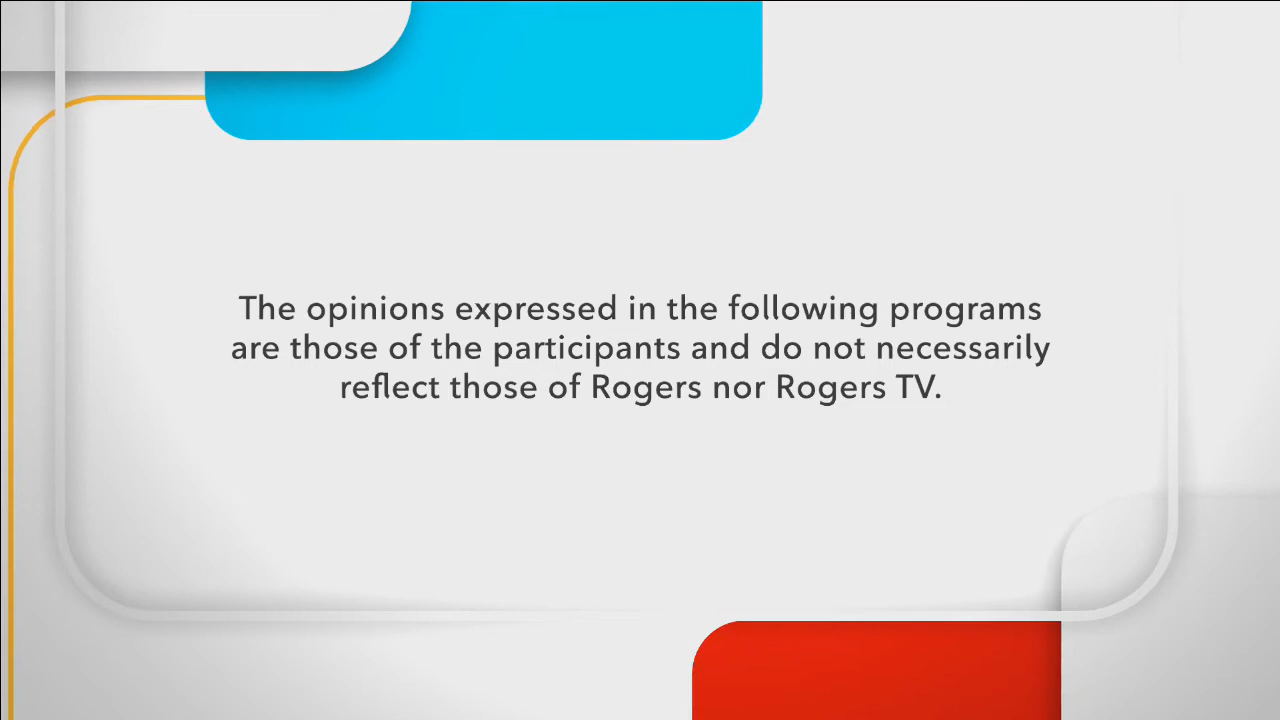 The opinions expressed in the following programs
are those of the participants and do not necessarily
reflect those of Rogers nor Rogers TV.